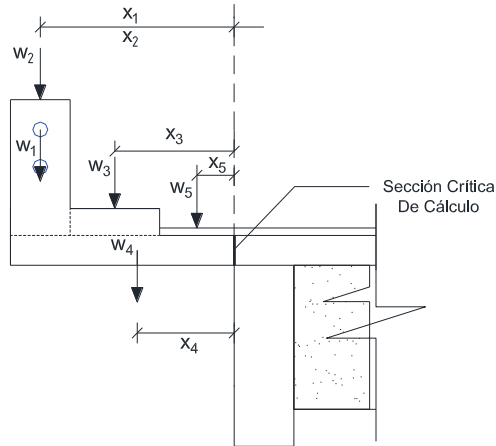 x1
x2
w2
x3
w1
w3
x5
w5
Sección Crítica
De Cálculo
w4
x4